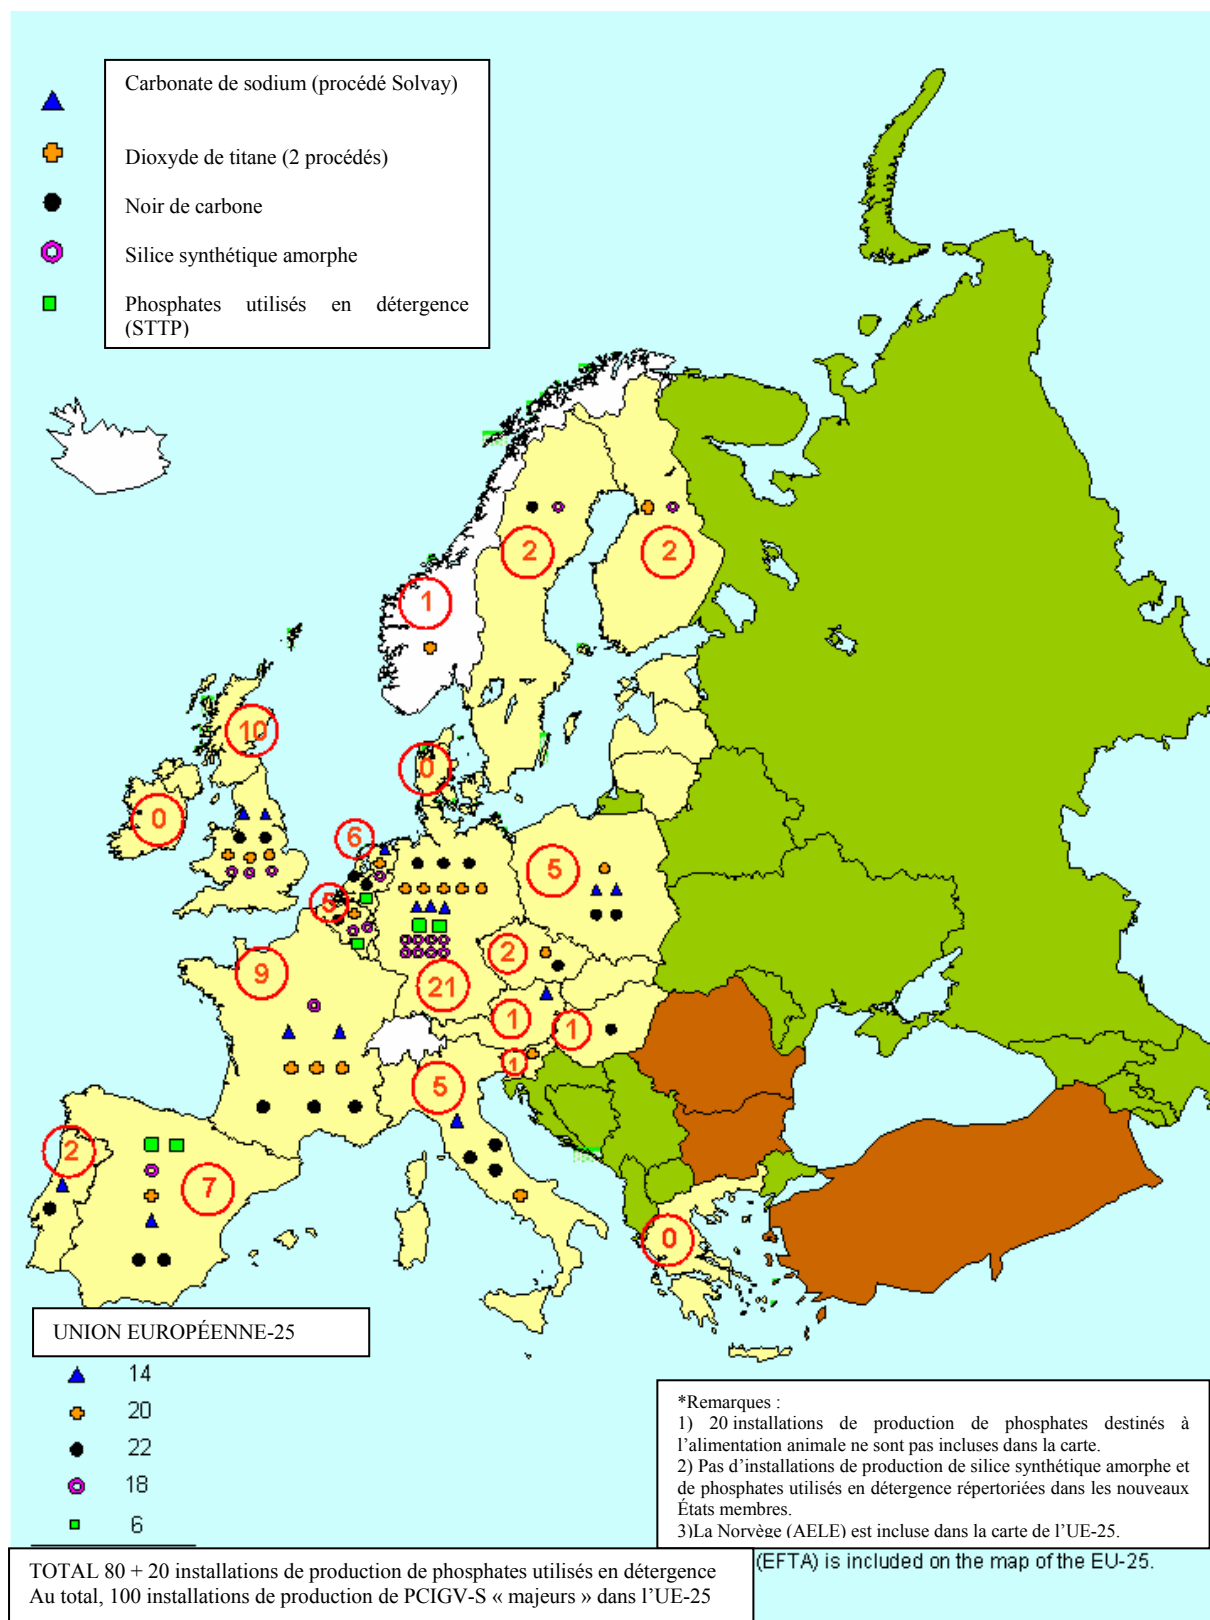 Carbonate de sodium (procédé Solvay)
Dioxyde de titane (2 procédés)
Noir de carbone
Silice synthétique amorphe
Phosphates utilisés en détergence
(STTP)
2
2
1
10
0
0
6
5
5
2
9
21
1
1
1
5
2
7
0
UNION EUROPÉENNE-25
14
20
22
18
6
*Remarques :
1) 20 installations de production de phosphates destinés à
l’alimentation animale ne sont pas incluses dans la carte.
2) Pas d’installations de production de silice synthétique amorphe et
de phosphates utilisés en détergence répertoriées dans les nouveaux
États membres.
3)La Norvège (AELE) est incluse dans la carte de l’UE-25.
(EFTA) is included on the map of the EU-25.
TOTAL 80 + 20 installations de production de phosphates utilisés en détergence
Au total, 100 installations de production de PCIGV-S « majeurs » dans l’UE-25